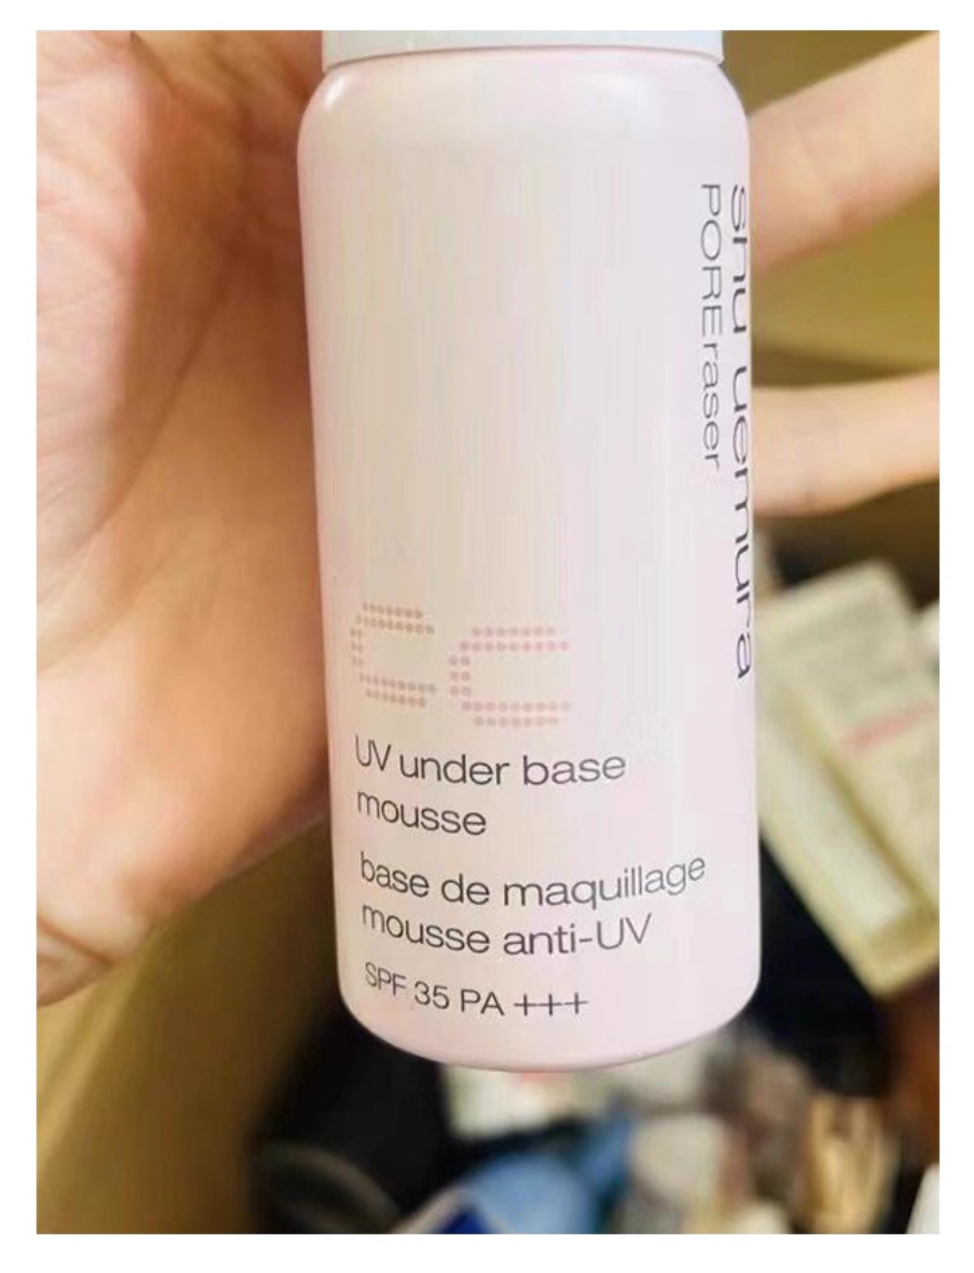 shu uemura
POREraser
cc
UV under base
mousse
base de maquillage
mousse anti-UV
SPF 35 PA +++